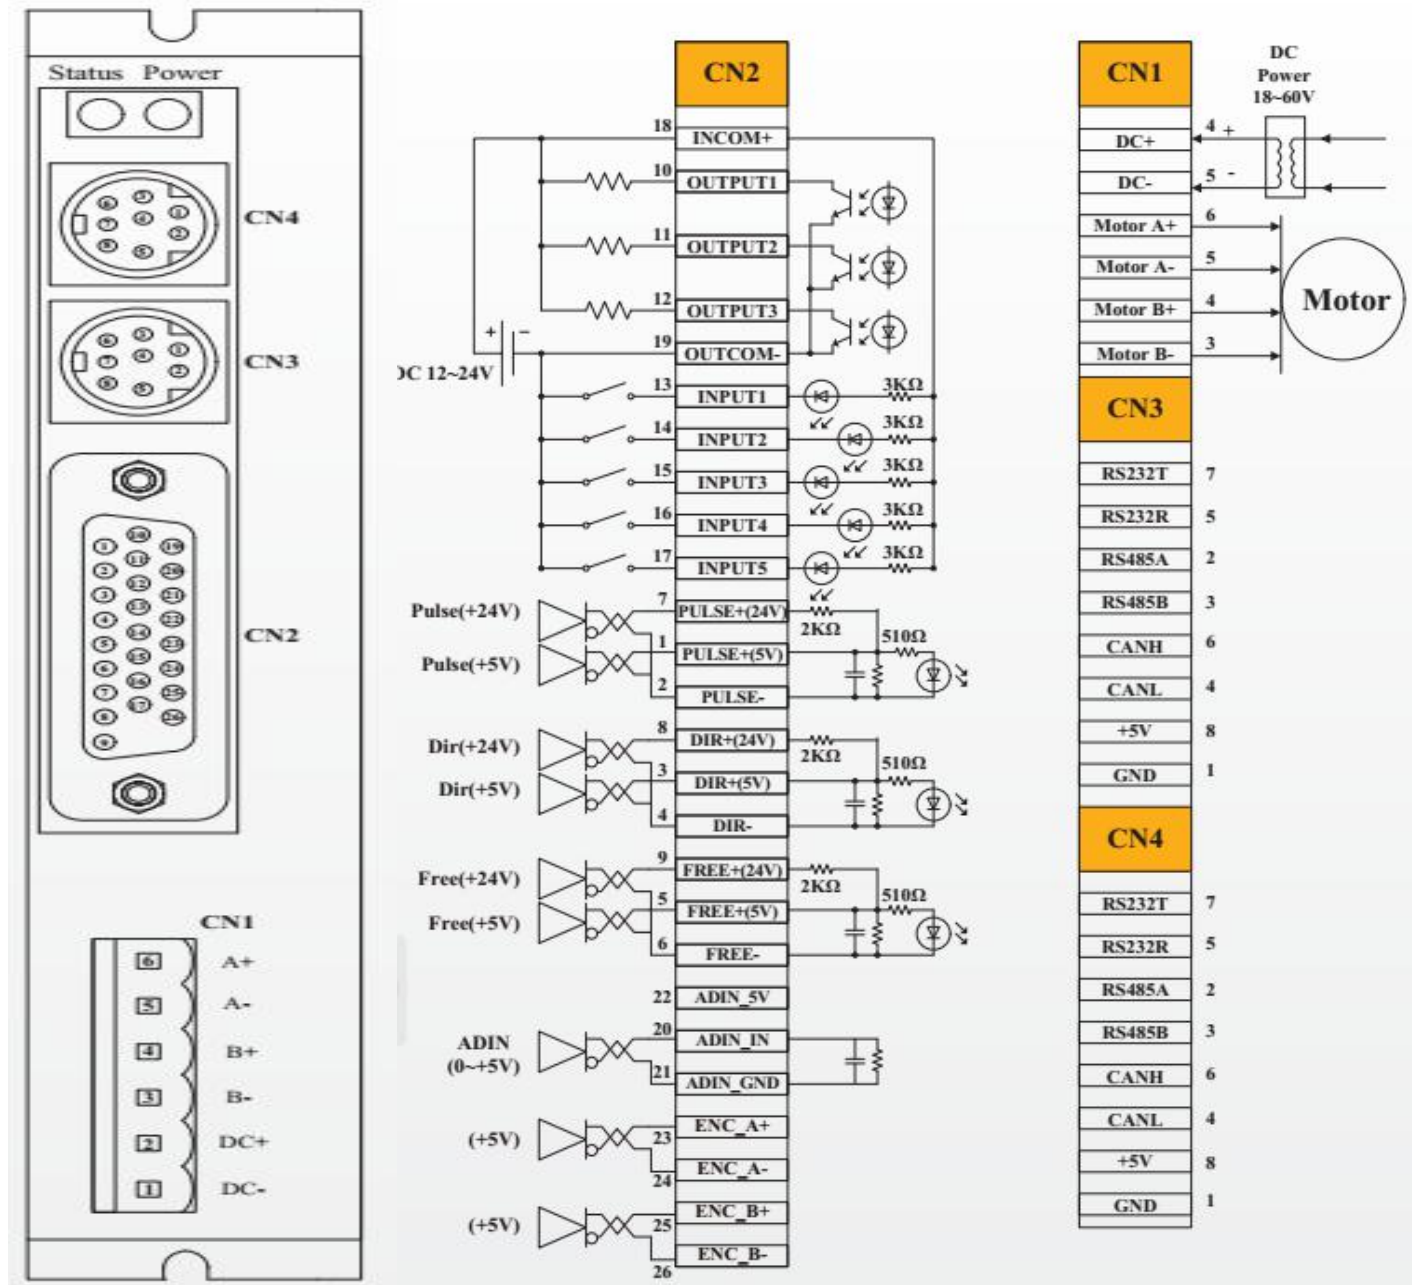 Status Power
CN4
CN3
CN2
CN1
6 A+
5 A-
4 B+
3 B-
2 DC+
1 DC-
CN2
18 INCOM+
10 OUTPUT1
11 OUTPUT2
12 OUTPUT3
+ -
19 OUTCOM-
DC 12~24V
13 INPUT1 3KΩ
14 INPUT2 3KΩ
15 INPUT3 3KΩ
16 INPUT4 3KΩ
17 INPUT5 3KΩ
Pulse(+24V) 7 PULSE+(24V) 2KΩ
Pulse(+5V) 1 PULSE+(5V) 510Ω
2 PULSE-
Dir(+24V) 8 DIR+(24V) 2KΩ
Dir(+5V) 3 DIR+(5V) 510Ω
4 DIR-
Free(+24V) 9 FREE+(24V) 2KΩ
Free(+5V) 5 FREE+(5V) 510Ω
6 FREE-
22 ADIN_5V
ADIN 20 ADIN_IN
(0~+5V) 21 ADIN_GND
(+5V) 23 ENC_A+
24 ENC_A-
(+5V) 25 ENC_B+
26 ENC_B-
CN1
DC
Power
18~60V
DC+ 4 +
DC- 5 -
Motor A+ 6
Motor A- 5
Motor B+ 4
Motor B- 3
Motor
CN3
RS232T 7
RS232R 5
RS485A 2
RS485B 3
CANH 6
CANL 4
+5V 8
GND 1
CN4
RS232T 7
RS232R 5
RS485A 2
RS485B 3
CANH 6
CANL 4
+5V 8
GND 1